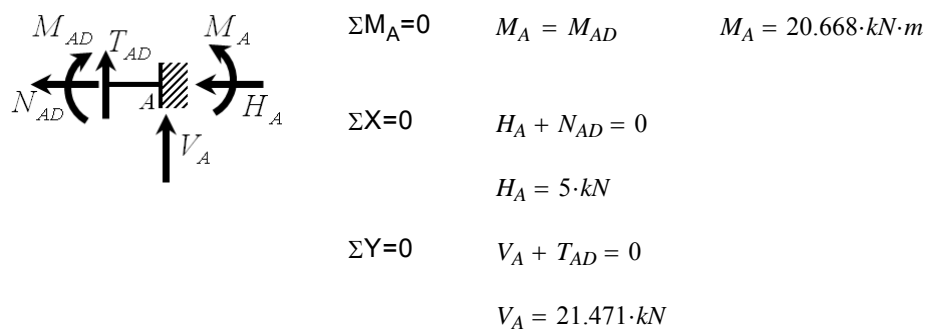 M_AD T_AD M_A
N_AD A H_A
V_A
ΣM_A=0 M_A = M_AD M_A = 20.668·kN·m
ΣX=0 H_A + N_AD = 0
H_A = 5·kN
ΣY=0 V_A + T_AD = 0
V_A = 21.471·kN